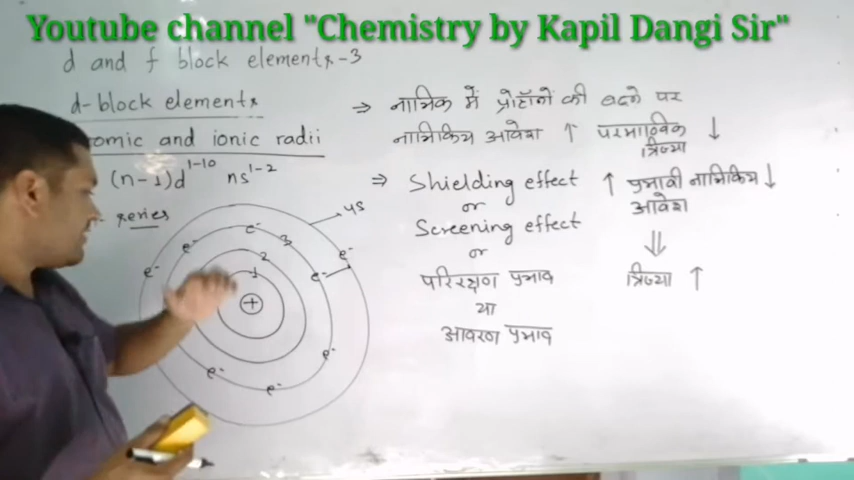 Youtube channel "Chemistry by Kapil Dangi Sir"
d and f block elements-3
d-block elements
omic and ionic radii
(n-1)d¹⁻¹⁰ ns¹⁻²
series
4s
e⁻ e⁻ e⁻ e⁻ e⁻ e⁻ e⁻ e⁻
1 2 3
+
⇒ नाभिक में प्रोटॉनों की बढने पर
नाभिकिय आवेश ↑ परमाण्विक त्रिज्या ↓
⇒ Shielding effect ↑ प्रभावी नाभिकिय ↓
or आवेश
Screening effect ⇓
or
परिरक्षण प्रभाव त्रिज्या ↑
या
आवरण प्रभाव